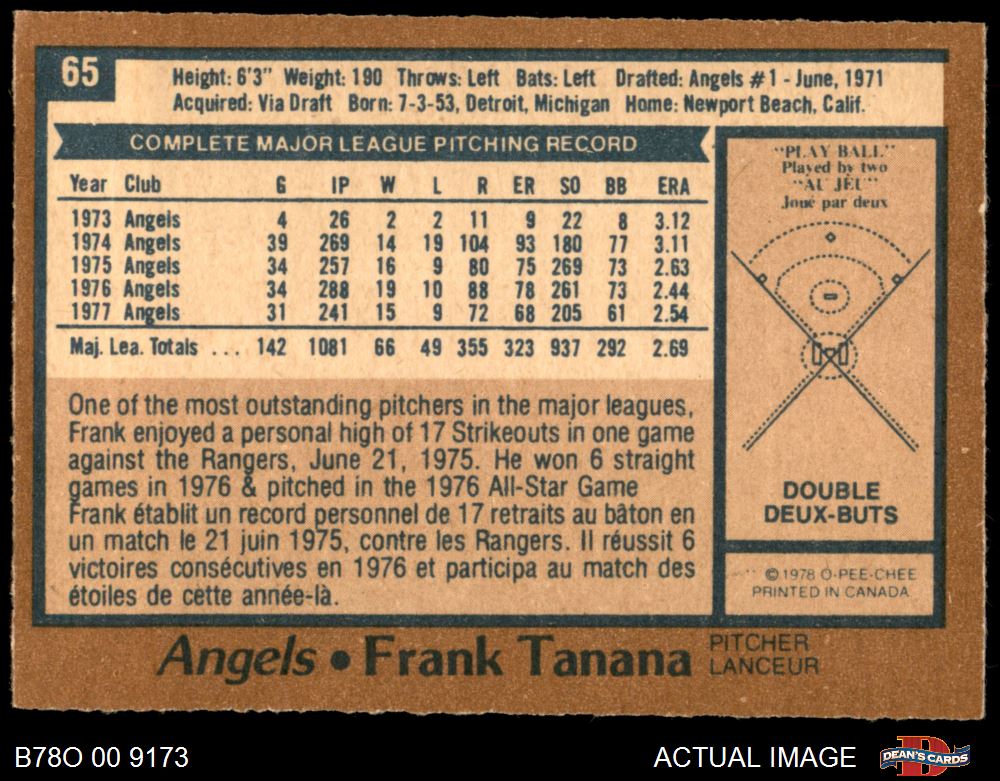 65
Height: 6'3" Weight: 190 Throws: Left Bats: Left Drafted: Angels #1 - June, 1971
Acquired: Via Draft Born: 7-3-53, Detroit, Michigan Home: Newport Beach, Calif.
COMPLETE MAJOR LEAGUE PITCHING RECORD
Year Club G IP W L R ER SO BB ERA
1973 Angels 4 26 2 2 11 9 22 8 3.12
1974 Angels 39 269 14 19 104 93 180 77 3.11
1975 Angels 34 257 16 9 80 75 269 73 2.63
1976 Angels 34 288 19 10 88 78 261 73 2.44
1977 Angels 31 241 15 9 72 68 205 61 2.54
Maj. Lea. Totals ... 142 1081 66 49 355 323 937 292 2.69
One of the most outstanding pitchers in the major leagues,
Frank enjoyed a personal high of 17 Strikeouts in one game
against the Rangers, June 21, 1975. He won 6 straight
games in 1976 & pitched in the 1976 All-Star Game
Frank établit un record personnel de 17 retraits au bâton en
un match le 21 juin 1975, contre les Rangers. Il réussit 6
victoires consécutives en 1976 et participa au match des
étoiles de cette année-là.
"PLAY BALL"
Played by two
"AU JEU"
Joué par deux
DOUBLE
DEUX-BUTS
©1978 O-PEE-CHEE
PRINTED IN CANADA
Angels • Frank Tanana
PITCHER
LANCEUR
B78O 00 9173
ACTUAL IMAGE
DEAN'S CARDS